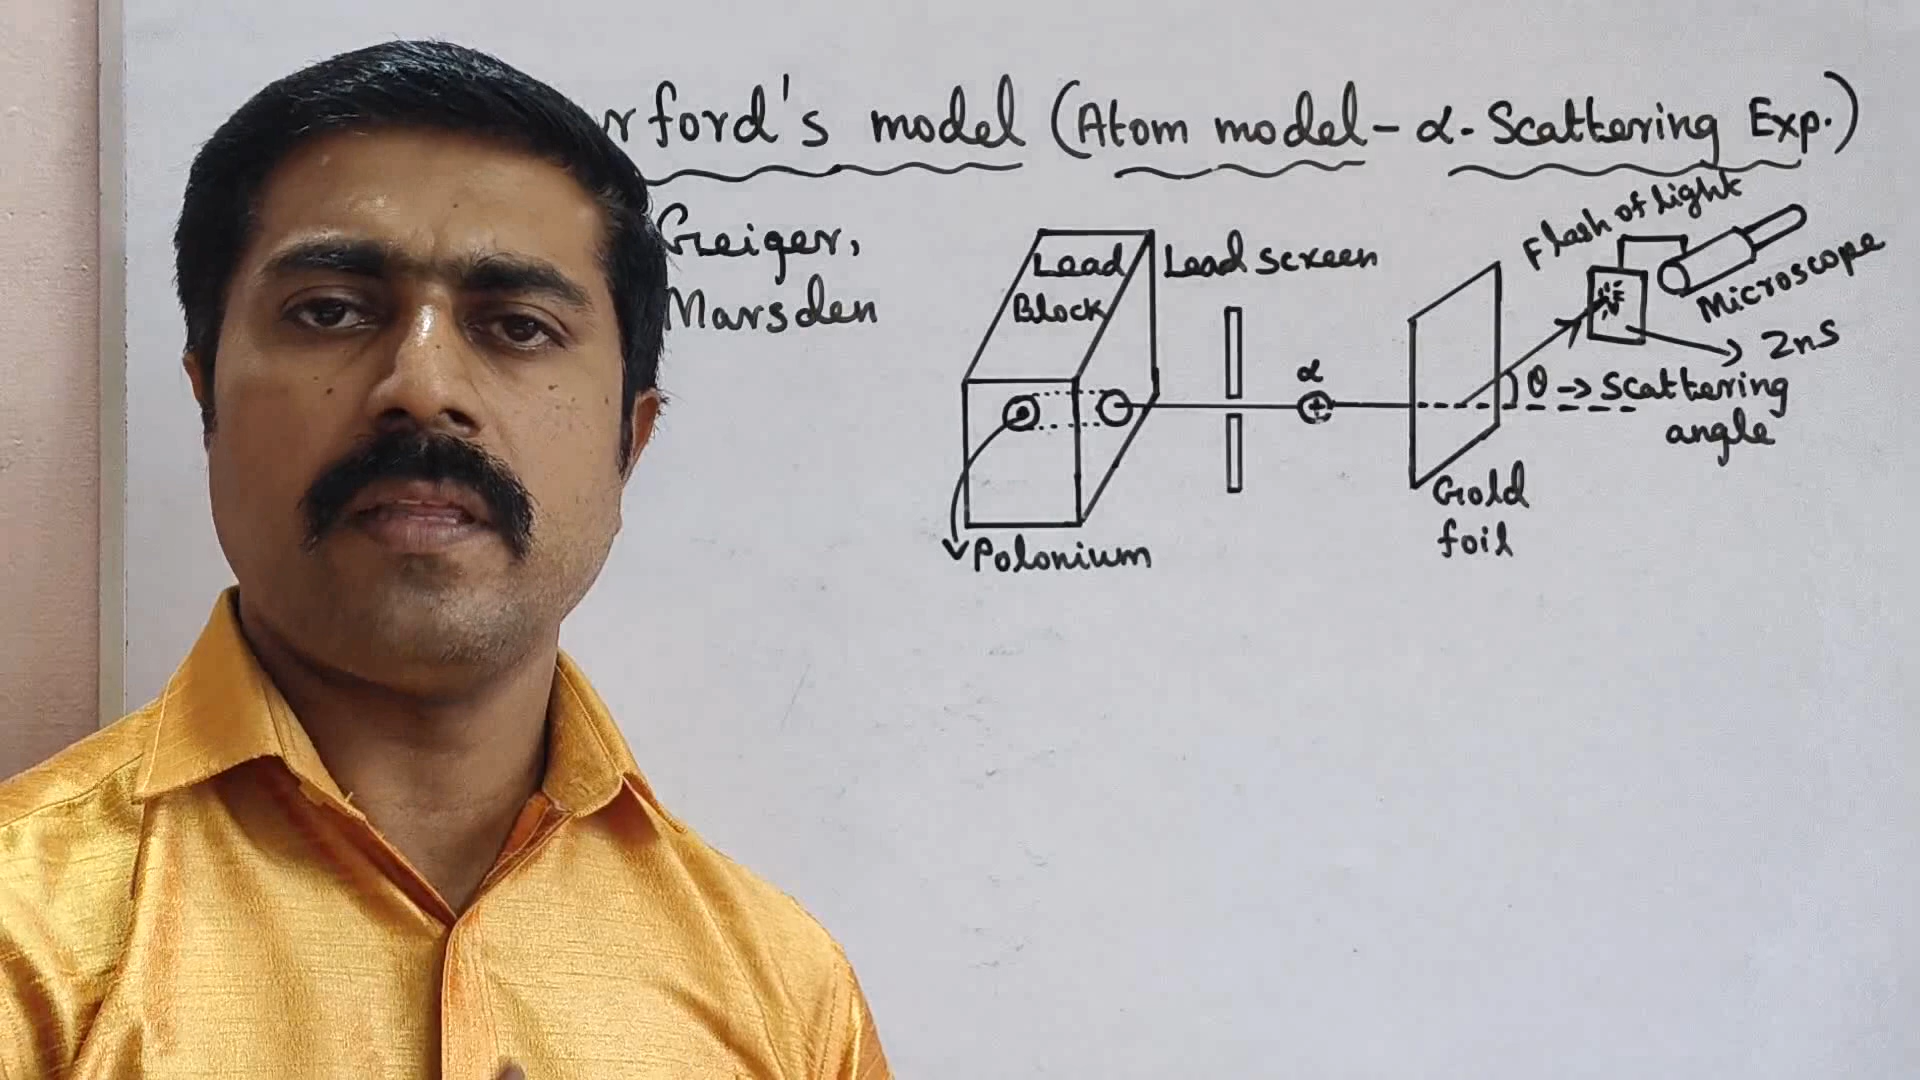 rford's model (Atom model - α - Scattering Exp.)
Geiger,
Marsden
Lead
Block
Lead screen
α
+
Polonium
Gold
foil
Flash of light
Microscope
ZnS
θ → Scattering
angle